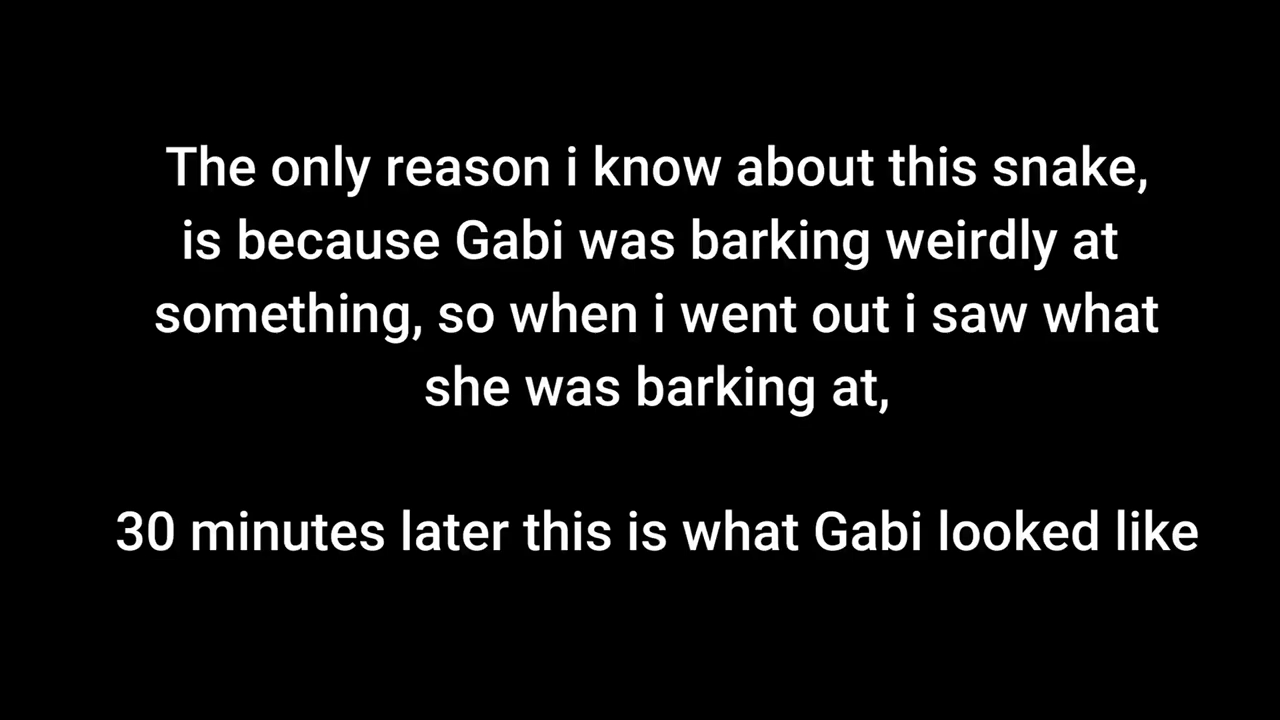 The only reason i know about this snake,
is because Gabi was barking weirdly at
something, so when i went out i saw what
she was barking at,
30 minutes later this is what Gabi looked like